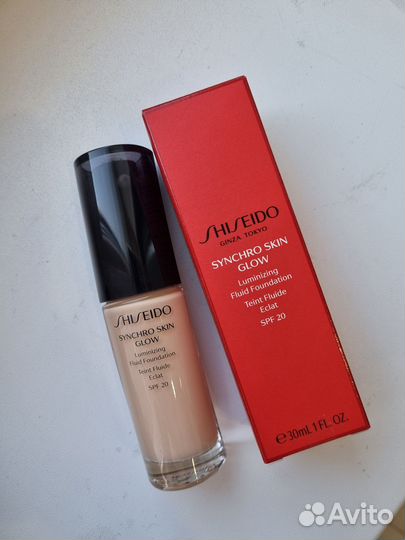 SHISEIDO
GINZA TOKYO
SYNCHRO SKIN
GLOW
Luminizing
Fluid Foundation
Teint Fluide
Eclat
SPF 20
℮30mL 1 FL. OZ.
SHISEIDO
SYNCHRO SKIN
GLOW
Luminizing
Fluid Foundation
Teint Fluide
Eclat
SPF 20
Avito